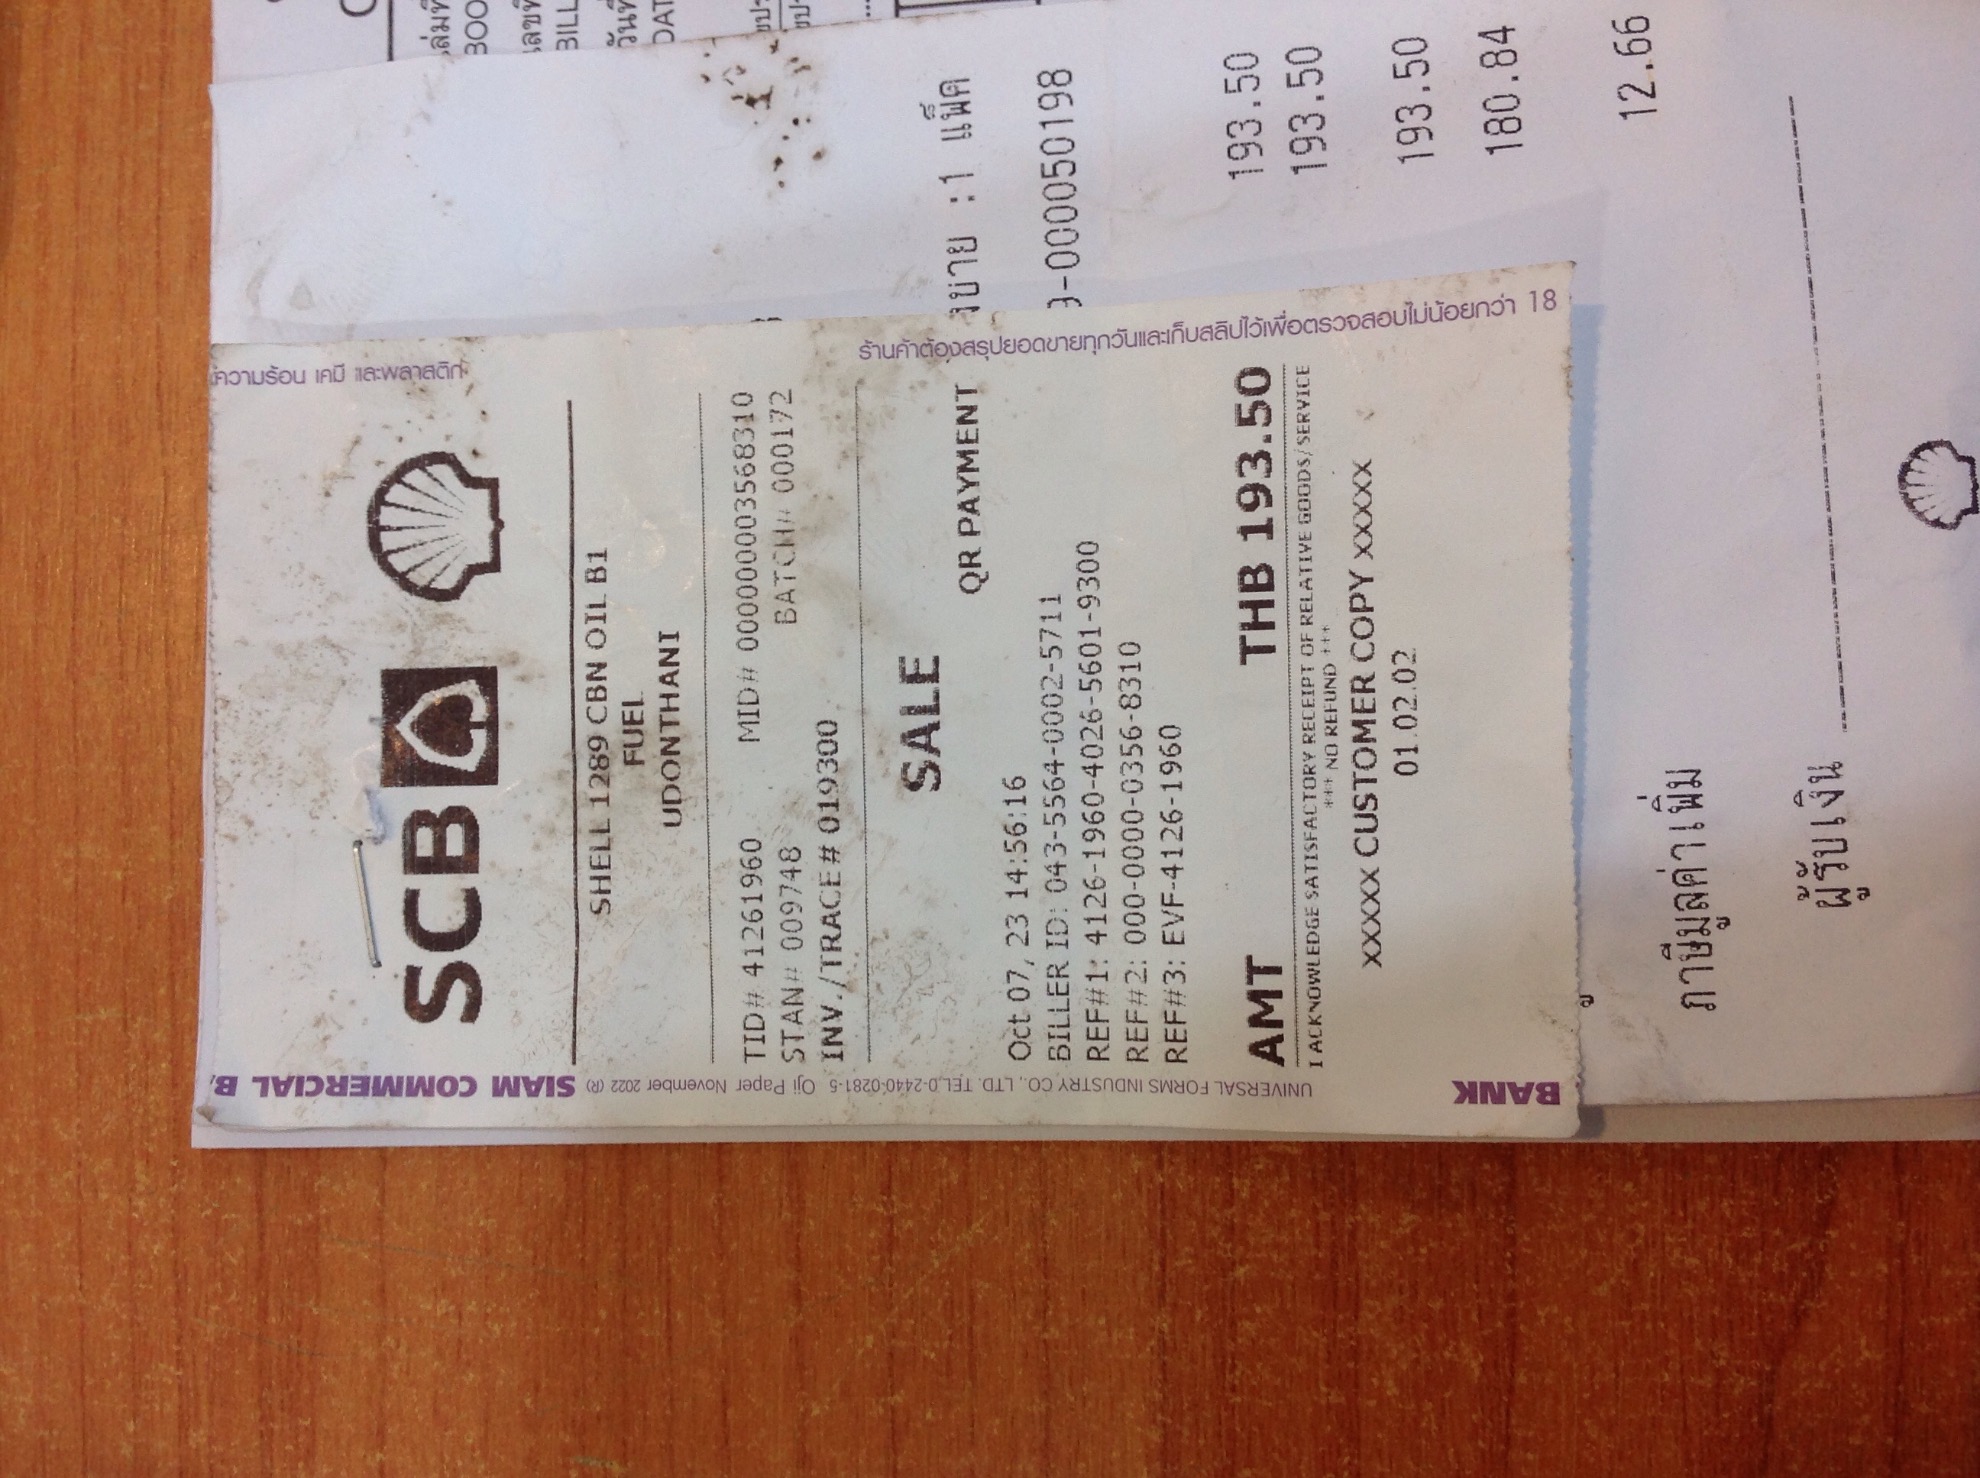 SCB
SHELL 1289 CBN OIL B1
FUEL
UDONTHANI
TID# 41261960 MID# 000000003568310
STAN# 009748 BATCH# 000172
INV./TRACE# 019300
SALE
QR PAYMENT
Oct 07, 23 14:56:16
BILLER ID: 043-5564-0002-5711
REF#1: 4126-1960-4026-5601-9300
REF#2: 000-0000-0356-8310
REF#3: EVF-4126-1960
AMT THB 193.50
I ACKNOWLEDGE SATISFACTORY RECEIPT OF RELATIVE GOODS/SERVICE
*** NO REFUND ***
XXXXX CUSTOMER COPY XXXXX
01.02.02
ความร้อน เคมี และพลาสติก
ร้านค้าต้องสรุปยอดขายทุกวันและเก็บสลิปไว้เพื่อตรวจสอบไม่น้อยกว่า 18
SIAM COMMERCIAL
UNIVERSAL FORMS INDUSTRY CO., LTD. TEL.0-2440-0281-5 Oji Paper November 2022 (R)
BANK
ขาย :1 แพ็ค
-000050198
193.50
193.50
193.50
180.84
ภาษีมูลค่าเพิ่ม 12.66
ผู้รับเงิน